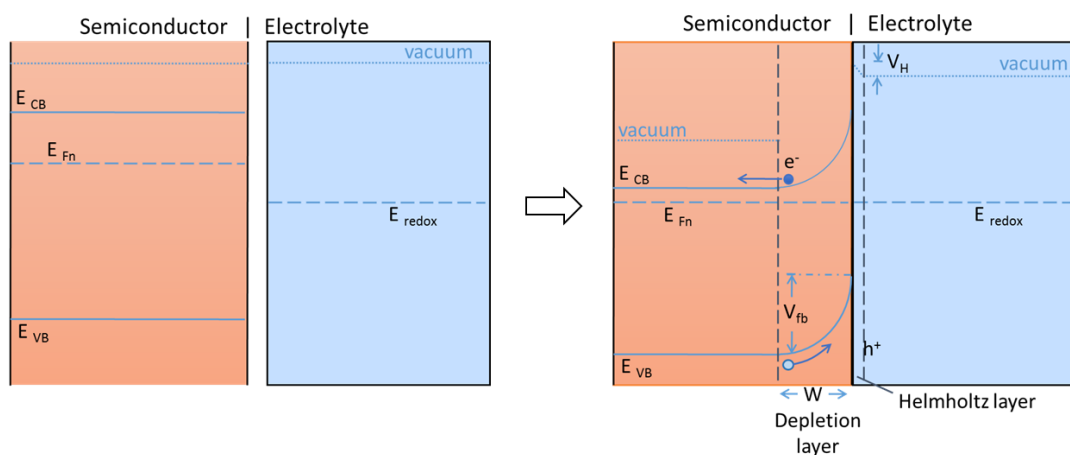 Semiconductor | Electrolyte
vacuum
E CB
E Fn
E redox
E VB
Semiconductor | Electrolyte
V H
vacuum
vacuum
e-
E CB
E Fn
E redox
V fb
h+
E VB
W
Helmholtz layer
Depletion
layer